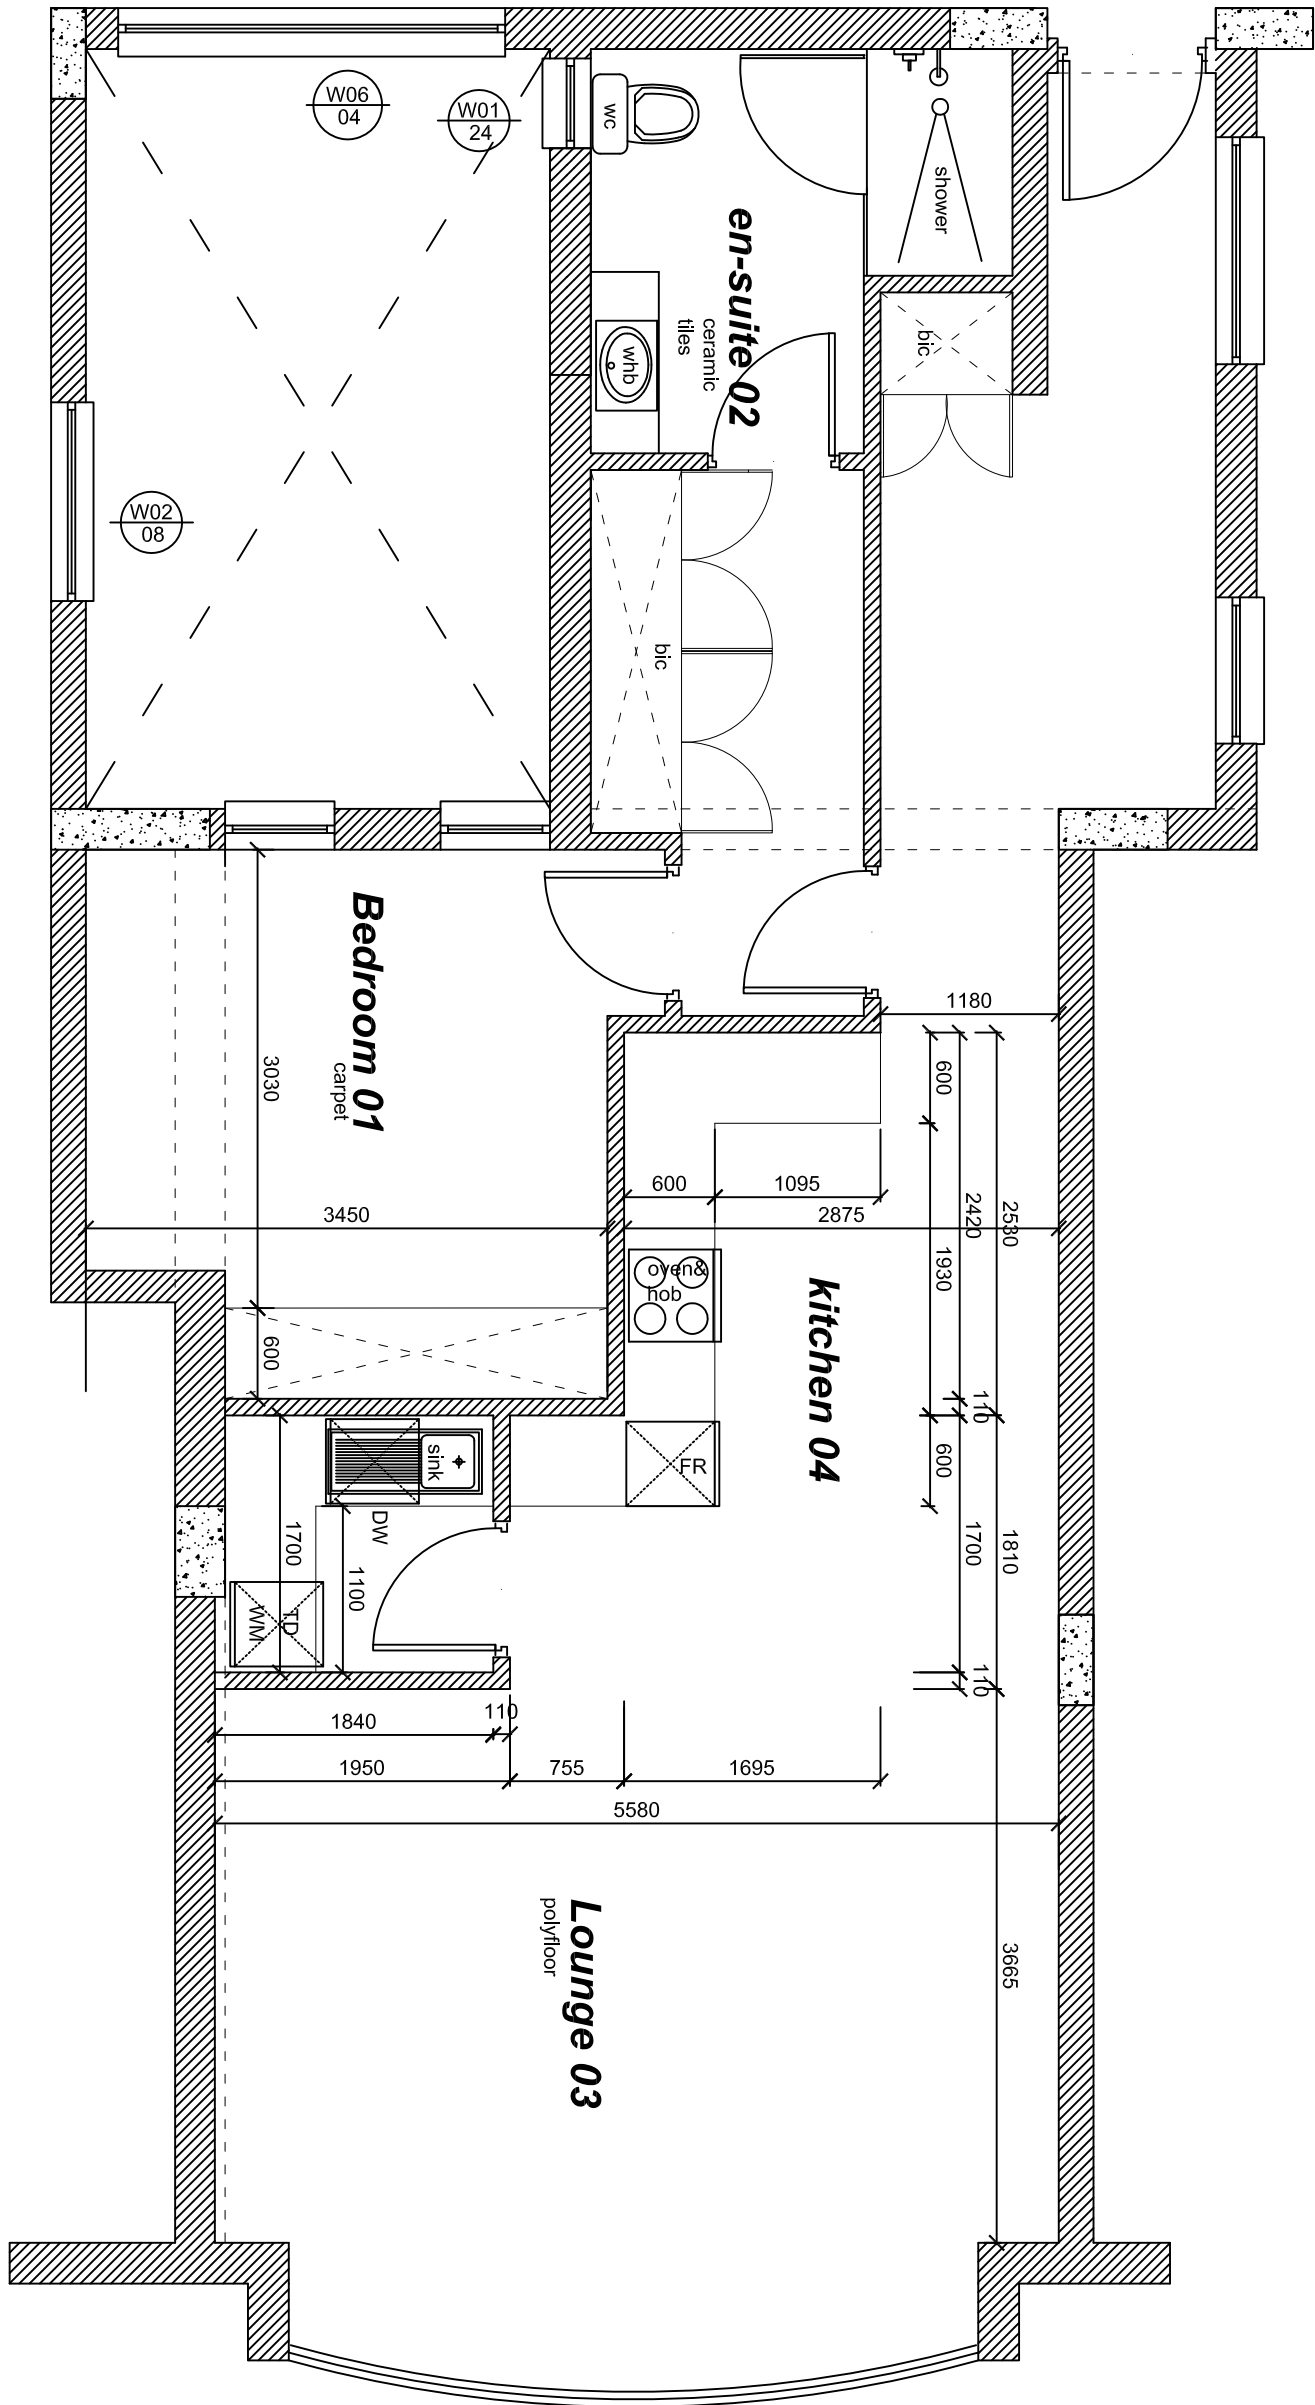 W06
04
W01
24
wc
shower
en-suite 02
ceramic
tiles
whb
bic
W02
08
bic
Bedroom 01
carpet
3030
1180
600
2420
2530
600
1095
3450
2875
1930
oven&
hob
kitchen 04
600
110
FR
600
sink
DW
1700
1100
1700
1810
TD
WM
110
110
1840
1950
755
1695
5580
Lounge 03
polyfloor
3665